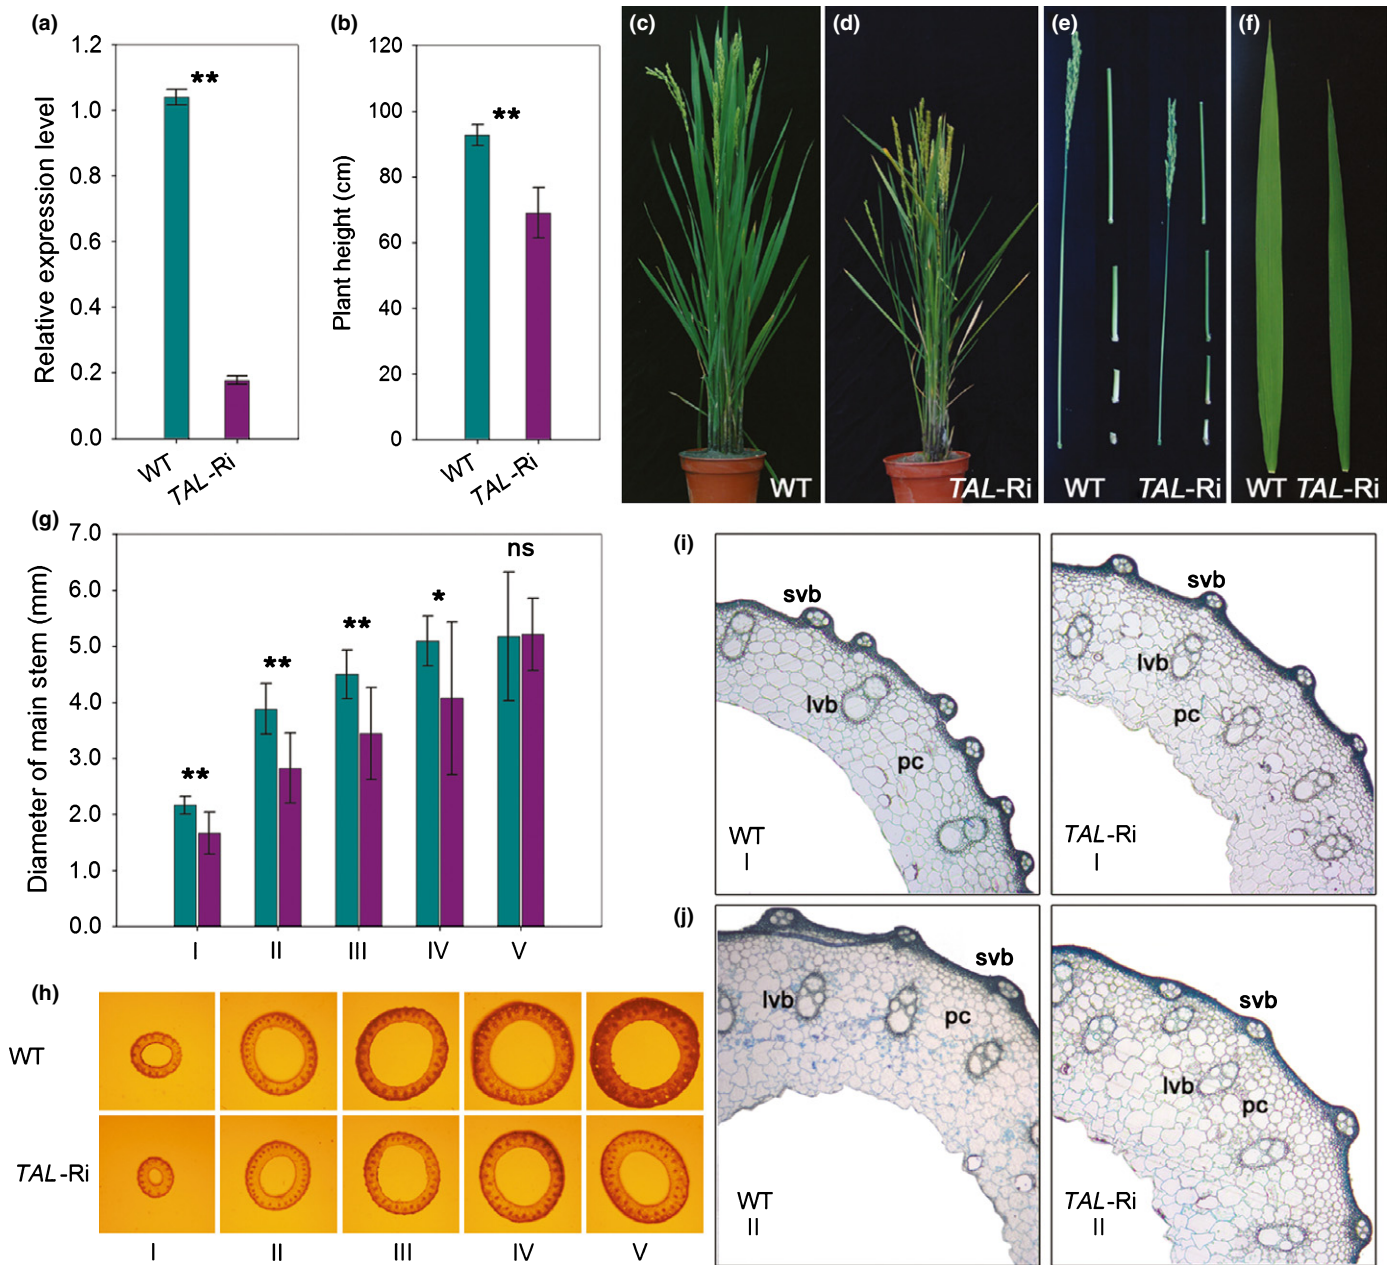 (a)
Relative expression level
1.2
1.0
0.8
0.6
0.4
0.2
0.0
**
WT
TAL-Ri
(b)
Plant height (cm)
120
100
80
60
40
20
0
**
WT
TAL-Ri
(c)
WT
(d)
TAL-Ri
(e)
WT TAL-Ri
(f)
WT TAL-Ri
(g)
Diameter of main stem (mm)
7.0
6.0
5.0
4.0
3.0
2.0
1.0
0.0
**
**
**
*
ns
I II III IV V
(h)
WT
TAL-Ri
I II III IV V
(i)
svb
lvb
pc
WT
I
svb
lvb
pc
TAL-Ri
I
(j)
svb
lvb
pc
WT
II
svb
lvb
pc
TAL-Ri
II